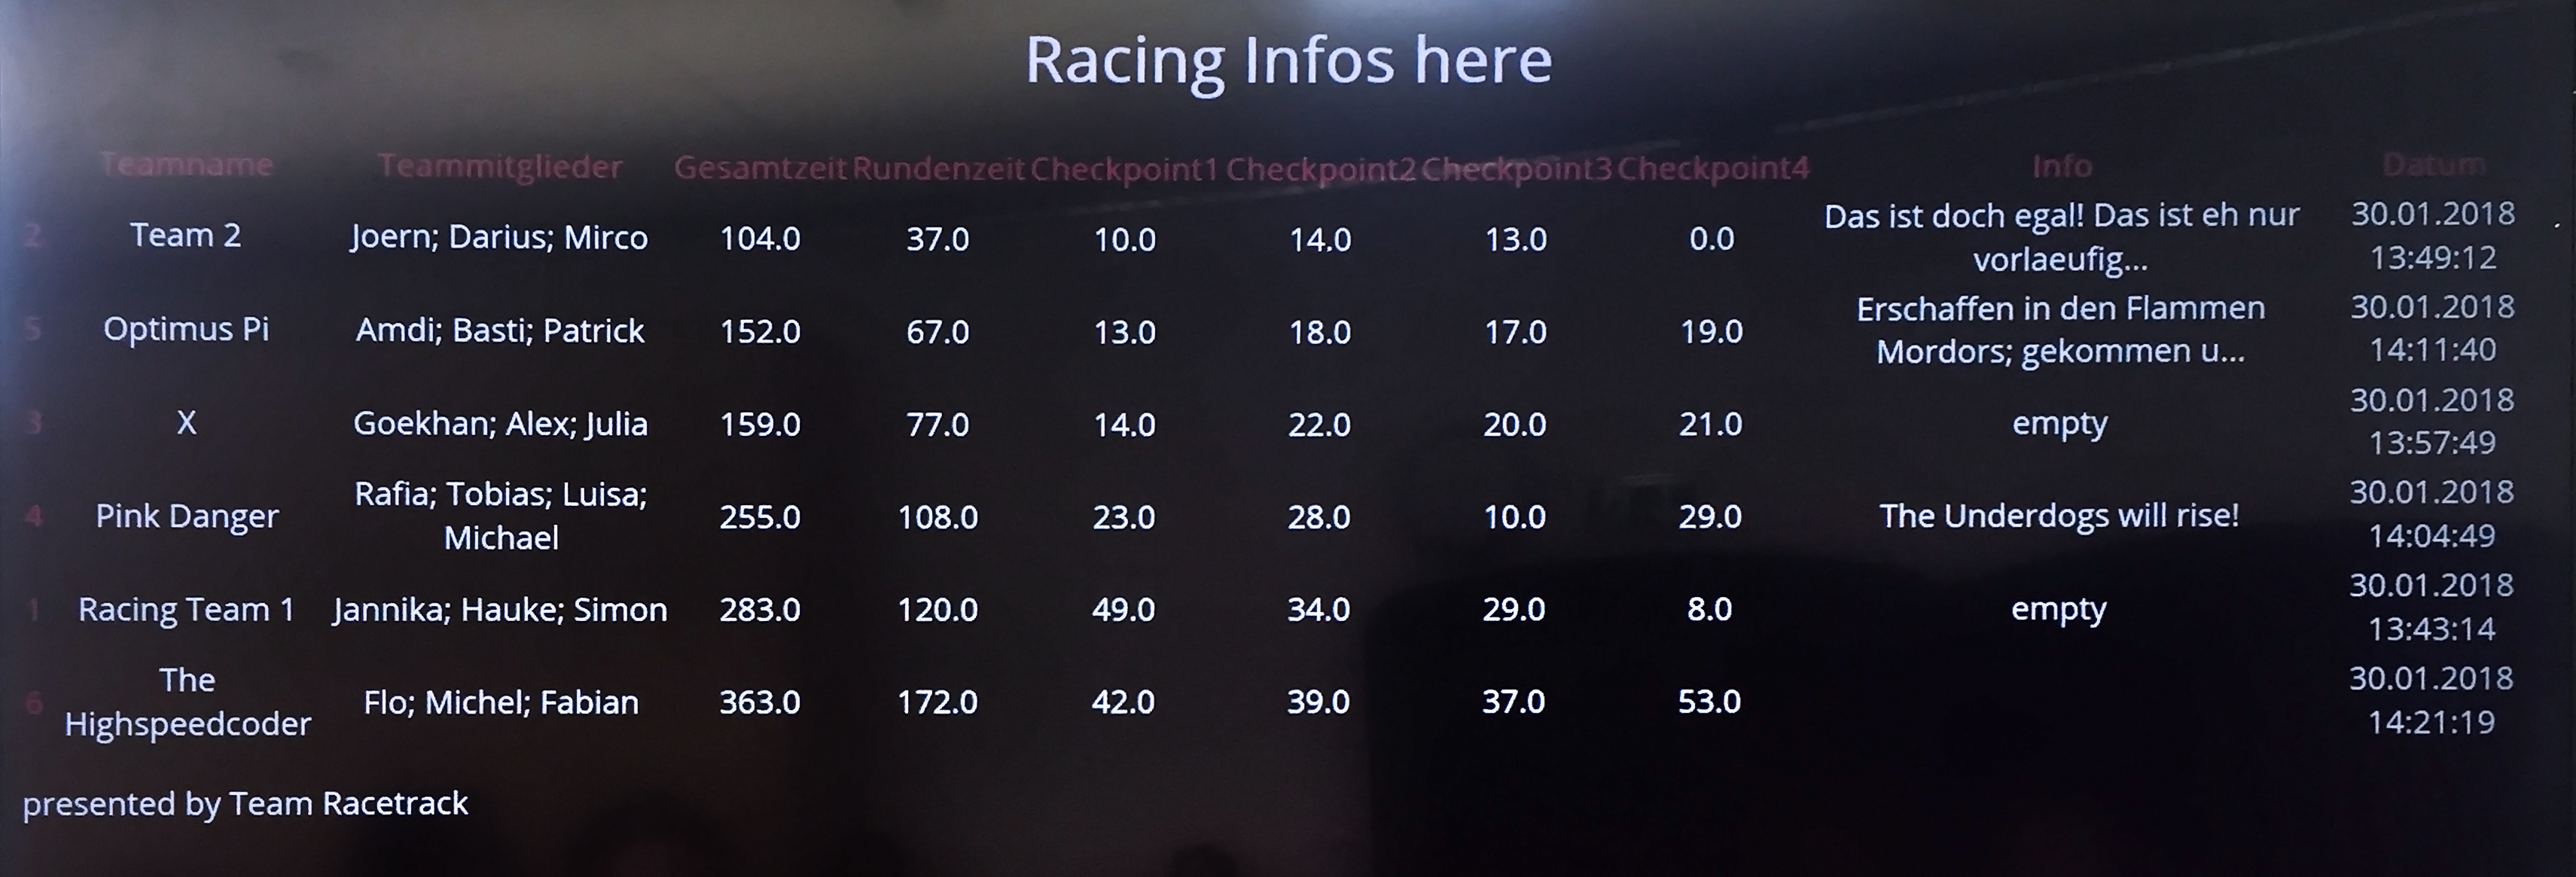 Racing Infos here
Teamname Teammitglieder Gesamtzeit Rundenzeit Checkpoint1 Checkpoint2 Checkpoint3 Checkpoint4 Info Datum
2 Team 2 Joern; Darius; Mirco 104.0 37.0 10.0 14.0 13.0 0.0 Das ist doch egal! Das ist eh nur 30.01.2018
vorlaeufig... 13:49:12
5 Optimus Pi Amdi; Basti; Patrick 152.0 67.0 13.0 18.0 17.0 19.0 Erschaffen in den Flammen 30.01.2018
Mordors; gekommen u... 14:11:40
3 X Goekhan; Alex; Julia 159.0 77.0 14.0 22.0 20.0 21.0 empty 30.01.2018
13:57:49
4 Pink Danger Rafia; Tobias; Luisa; 255.0 108.0 23.0 28.0 10.0 29.0 The Underdogs will rise! 30.01.2018
Michael 14:04:49
1 Racing Team 1 Jannika; Hauke; Simon 283.0 120.0 49.0 34.0 29.0 8.0 empty 30.01.2018
13:43:14
6 The Flo; Michel; Fabian 363.0 172.0 42.0 39.0 37.0 53.0 30.01.2018
Highspeedcoder 14:21:19
presented by Team Racetrack